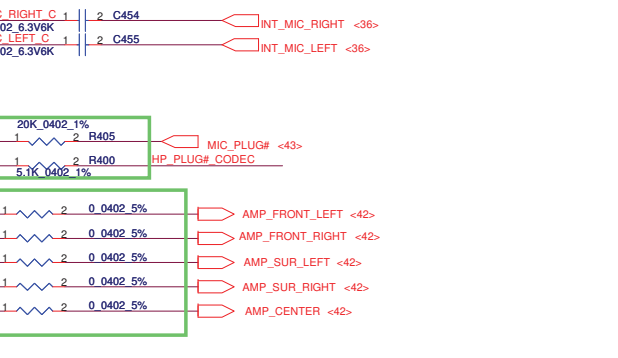 C_RIGHT_C 1 2 C454
02_6.3V6K INT_MIC_RIGHT <36>
C_LEFT_C 1 2 C455
02_6.3V6K INT_MIC_LEFT <36>
20K_0402_1%
1 2 R405 MIC_PLUG# <43>
1 2 R400 HP_PLUG#_CODEC
5.1K_0402_1%
1 2 0_0402_5% AMP_FRONT_LEFT <42>
1 2 0_0402_5% AMP_FRONT_RIGHT <42>
1 2 0_0402_5% AMP_SUR_LEFT <42>
1 2 0_0402_5% AMP_SUR_RIGHT <42>
1 2 0_0402_5% AMP_CENTER <42>